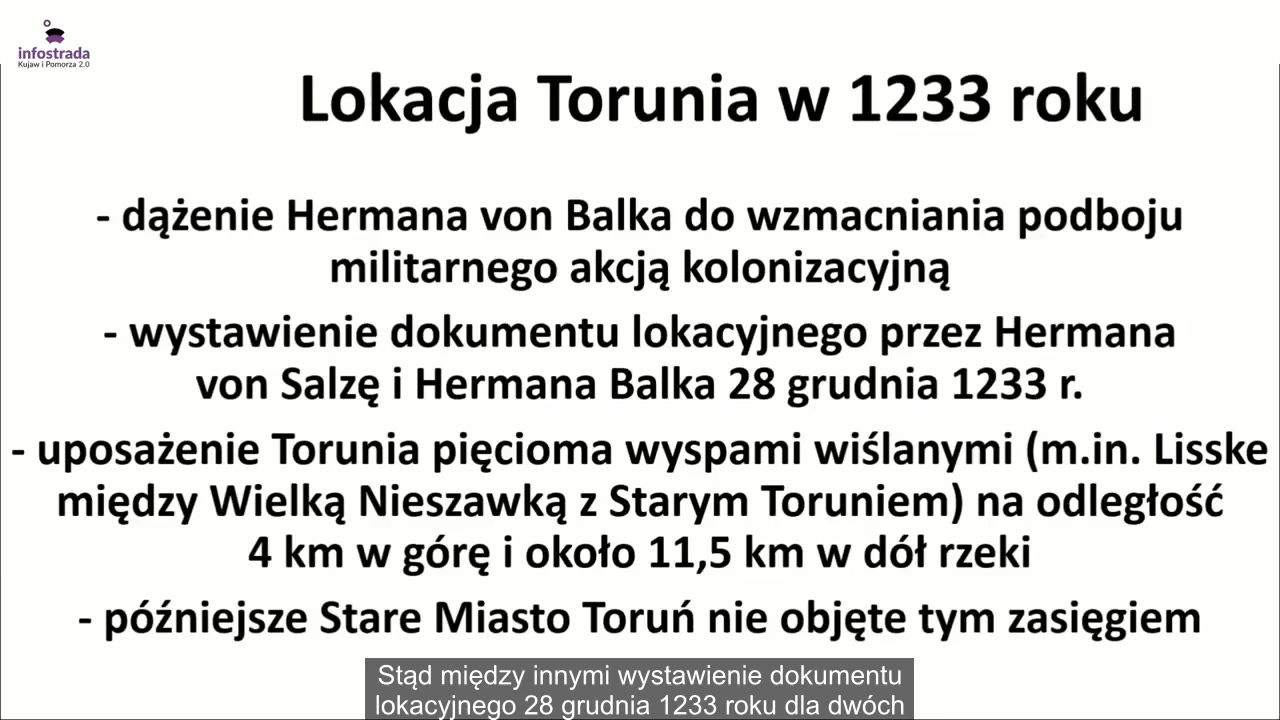 infostrada
Kujaw i Pomorza 2.0
Lokacja Torunia w 1233 roku
- dążenie Hermana von Balka do wzmacniania podboju
militarnego akcją kolonizacyjną
- wystawienie dokumentu lokacyjnego przez Hermana
von Salzę i Hermana Balka 28 grudnia 1233 r.
- uposażenie Torunia pięcioma wyspami wiślanymi (m.in. Lisske
między Wielką Nieszawką z Starym Toruniem) na odległość
4 km w górę i około 11,5 km w dół rzeki
- późniejsze Stare Miasto Toruń nie objęte tym zasięgiem
Stąd między innymi wystawienie dokumentu
lokacyjnego 28 grudnia 1233 roku dla dwóch